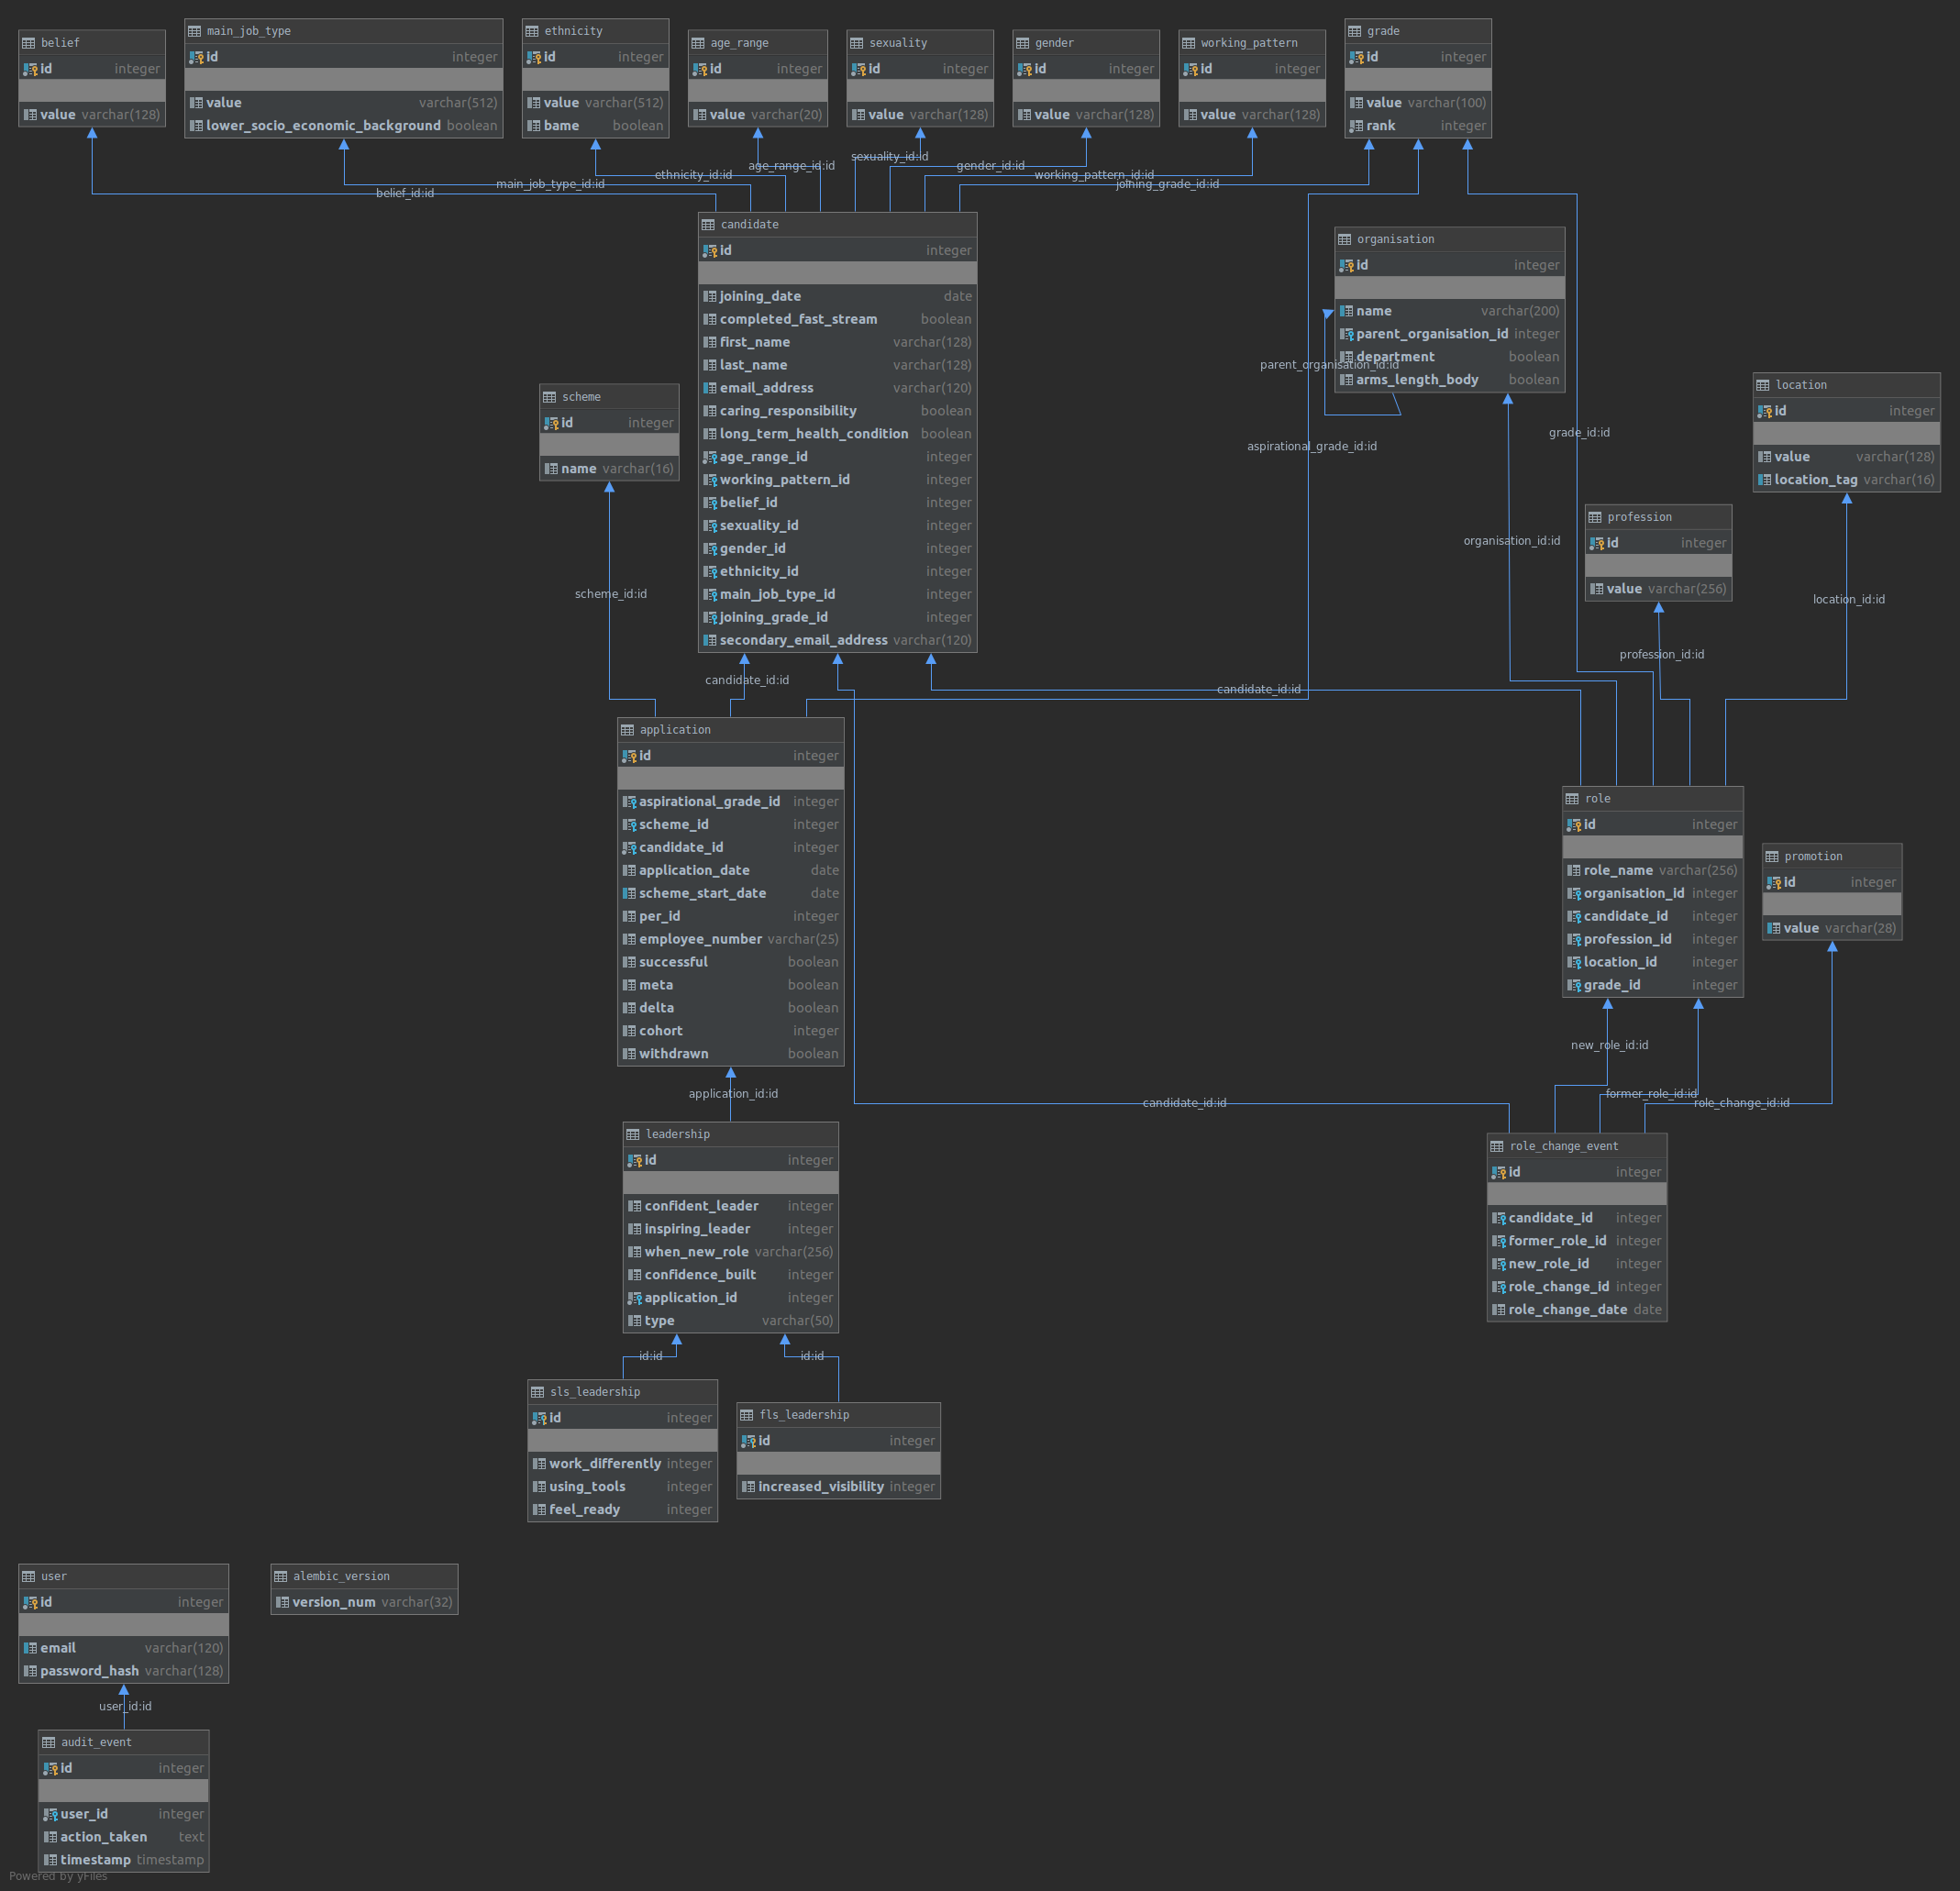 belief
id integer
value varchar(128)
main_job_type
id integer
value varchar(512)
lower_socio_economic_background boolean
ethnicity
id integer
value varchar(512)
bame boolean
age_range
id integer
value varchar(20)
sexuality
id integer
value varchar(128)
gender
id integer
value varchar(128)
working_pattern
id integer
value varchar(128)
grade
id integer
value varchar(100)
rank integer
belief_id:id
main_job_type_id:id
ethnicity_id:id
age_range_id:id
sexuality_id:id
gender_id:id
working_pattern_id:id
joining_grade_id:id
candidate
id integer
joining_date date
completed_fast_stream boolean
first_name varchar(128)
last_name varchar(128)
email_address varchar(120)
caring_responsibility boolean
long_term_health_condition boolean
age_range_id integer
working_pattern_id integer
belief_id integer
sexuality_id integer
gender_id integer
ethnicity_id integer
main_job_type_id integer
joining_grade_id integer
secondary_email_address varchar(120)
organisation
id integer
name varchar(200)
parent_organisation_id integer
department boolean
arms_length_body boolean
parent_organisation_id:id
aspirational_grade_id:id
grade_id:id
scheme
id integer
name varchar(16)
location
id integer
value varchar(128)
location_tag varchar(16)
profession
id integer
value varchar(256)
scheme_id:id
organisation_id:id
location_id:id
profession_id:id
candidate_id:id
candidate_id:id
application
id integer
aspirational_grade_id integer
scheme_id integer
candidate_id integer
application_date date
scheme_start_date date
per_id integer
employee_number varchar(25)
successful boolean
meta boolean
delta boolean
cohort integer
withdrawn boolean
role
id integer
role_name varchar(256)
organisation_id integer
candidate_id integer
profession_id integer
location_id integer
grade_id integer
promotion
id integer
value varchar(28)
new_role_id:id
former_role_id:id
role_change_id:id
application_id:id
candidate_id:id
leadership
id integer
confident_leader integer
inspiring_leader integer
when_new_role varchar(256)
confidence_built integer
application_id integer
type varchar(50)
role_change_event
id integer
candidate_id integer
former_role_id integer
new_role_id integer
role_change_id integer
role_change_date date
id:id
id:id
sls_leadership
id integer
work_differently integer
using_tools integer
feel_ready integer
fls_leadership
id integer
increased_visibility integer
user
id integer
email varchar(120)
password_hash varchar(128)
alembic_version
version_num varchar(32)
user_id:id
audit_event
id integer
user_id integer
action_taken text
timestamp timestamp
Powered by yFiles